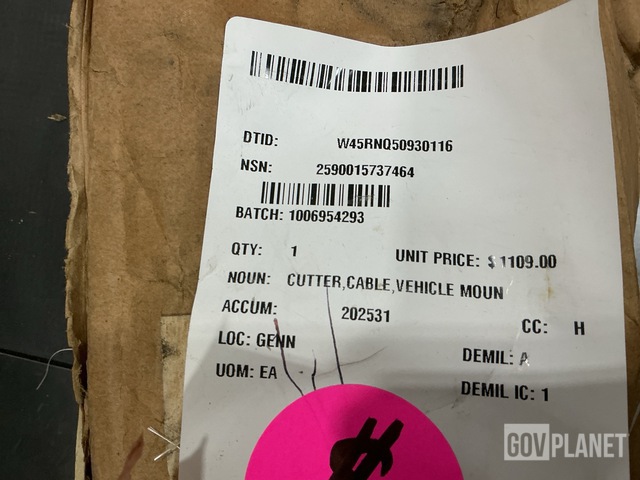 DTID: W45RNQ50930116
NSN: 2590015737464
BATCH: 1006954293
QTY: 1 UNIT PRICE: $ 1109.00
NOUN: CUTTER,CABLE,VEHICLE MOUN
ACCUM: 202531 CC: H
LOC: GENN DEMIL: A
UOM: EA DEMIL IC: 1
GOVPLANET